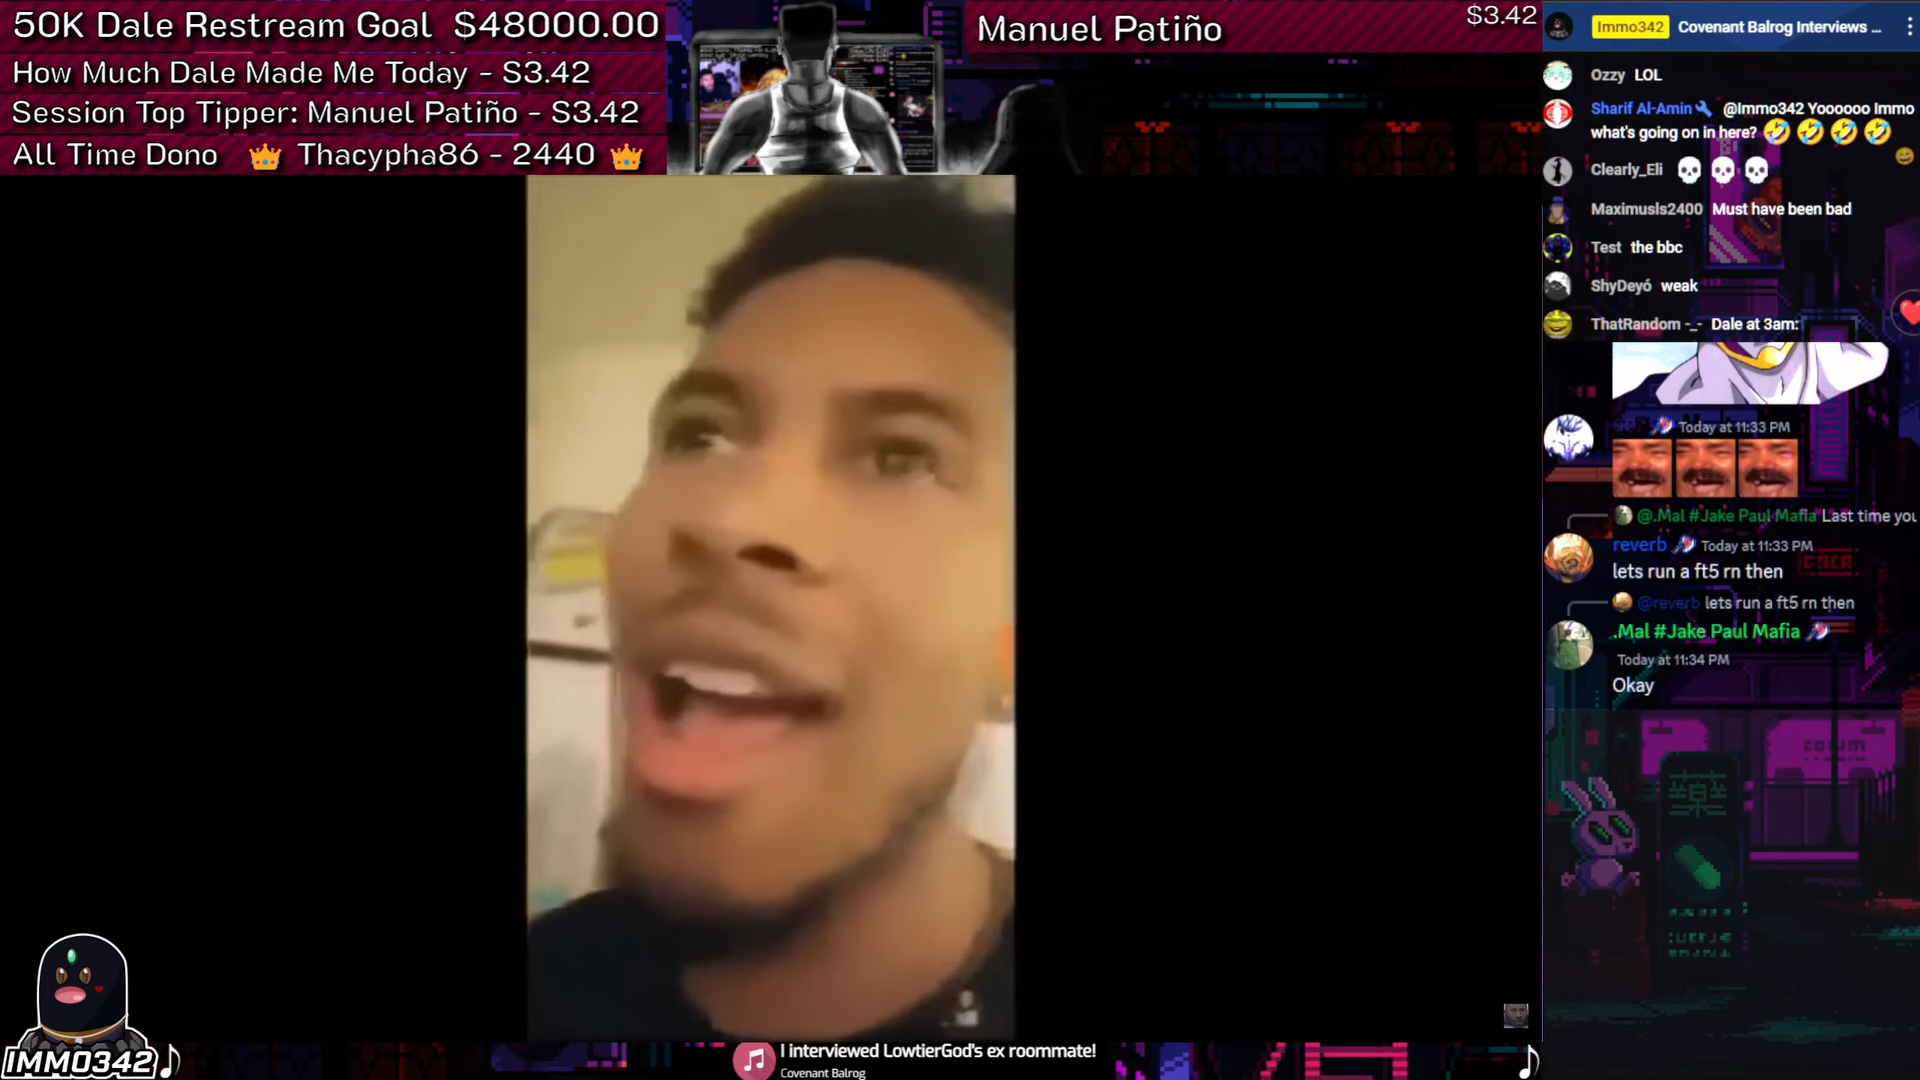 50K Dale Restream Goal $48000.00
How Much Dale Made Me Today - $3.42
Session Top Tipper: Manuel Patiño - $3.42
All Time Dono 👑 Thacypha86 - 2440 👑
Manuel Patiño
$3.42
Immo342 Covenant Balrog Interviews ...
Ozzy LOL
Sharif Al-Amin @Immo342 Yoooooo Immo
what's going on in here? 🤣 🤣 🤣 🤣
Clearly_Eli 💀 💀 💀
Maximusls2400 Must have been bad
Test the bbc
ShyDeyó weak
ThatRandom -_- Dale at 3am:
Today at 11:33 PM
@.Mal #Jake Paul Mafia Last time you
reverb Today at 11:33 PM
lets run a ft5 rn then
@reverb lets run a ft5 rn then
.Mal #Jake Paul Mafia
Today at 11:34 PM
Okay
薬
IMMO342
I interviewed LowtierGod's ex roommate!
Covenant Balrog